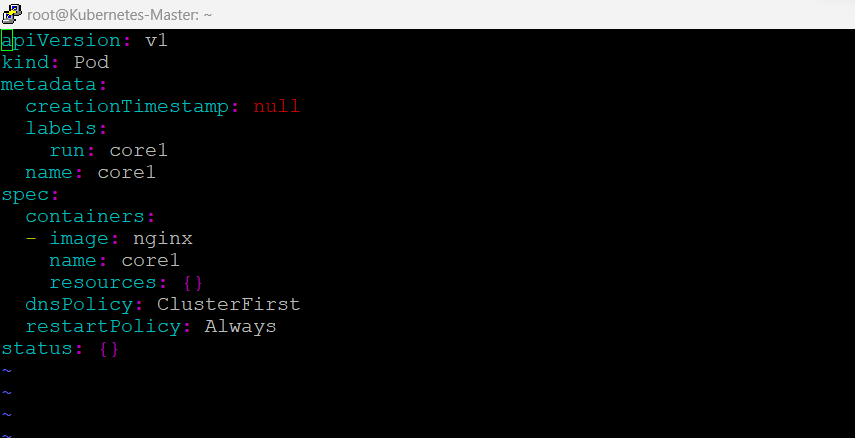 root@Kubernetes-Master: ~
apiVersion: v1
kind: Pod
metadata:
  creationTimestamp: null
  labels:
    run: core1
  name: core1
spec:
  containers:
  - image: nginx
    name: core1
    resources: {}
  dnsPolicy: ClusterFirst
  restartPolicy: Always
status: {}
~
~
~
~